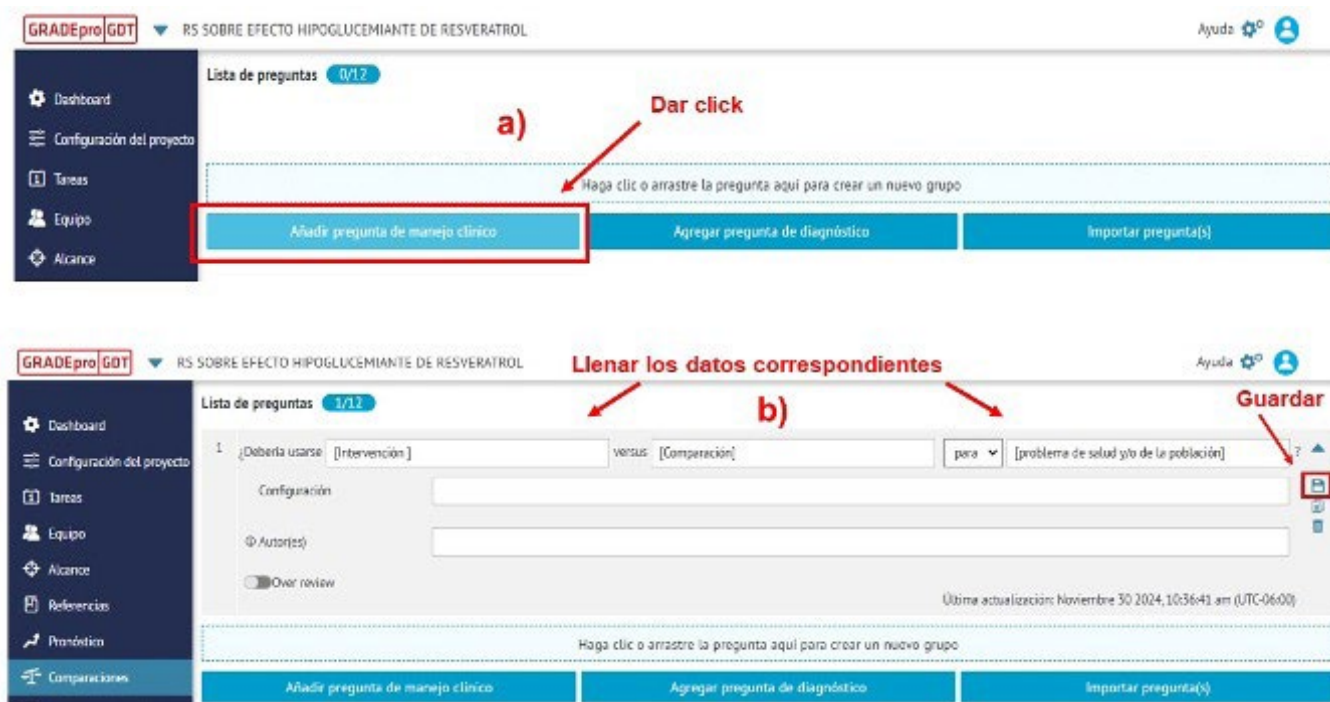 GRADEpro GDT RS SOBRE EFECTO HIPOGLUCEMIANTE DE RESVERATROL Ayuda
Lista de preguntas 0/12
Dashboard
Configuración del proyecto
Tareas
Equipo
Alcance
a)
Dar click
Haga clic o arrastre la pregunta aquí para crear un nuevo grupo
Añadir pregunta de manejo clínico Agregar pregunta de diagnóstico Importar pregunta(s)
GRADEpro GDT RS SOBRE EFECTO HIPOGLUCEMIANTE DE RESVERATROL Ayuda
Llenar los datos correspondientes
b)
Guardar
Lista de preguntas 1/12
Dashboard
Configuración del proyecto
Tareas
Equipo
Alcance
Referencias
Pronóstico
Comparaciones
1 ¿Debería usarse [Intervención] versus [Comparación] para [problema de salud y/o de la población] ?
Configuración
Autor(es)
Over review
Última actualización: Noviembre 30 2024, 10:36:41 am (UTC-06:00)
Haga clic o arrastre la pregunta aquí para crear un nuevo grupo
Añadir pregunta de manejo clínico Agregar pregunta de diagnóstico Importar pregunta(s)